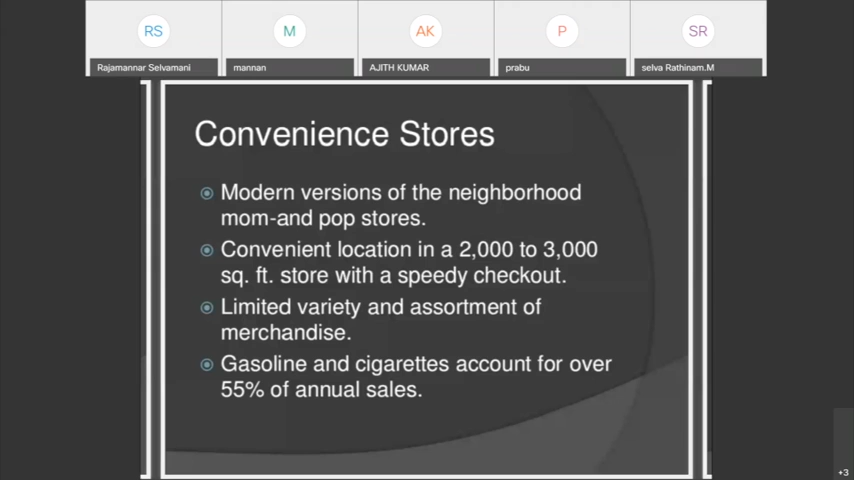 RS
M
AK
P
SR
Rajamannar Selvamani
mannan
AJITH KUMAR
prabu
selva Rathinam.M
Convenience Stores
Modern versions of the neighborhood
mom-and pop stores.
Convenient location in a 2,000 to 3,000
sq. ft. store with a speedy checkout.
Limited variety and assortment of
merchandise.
Gasoline and cigarettes account for over
55% of annual sales.
+3